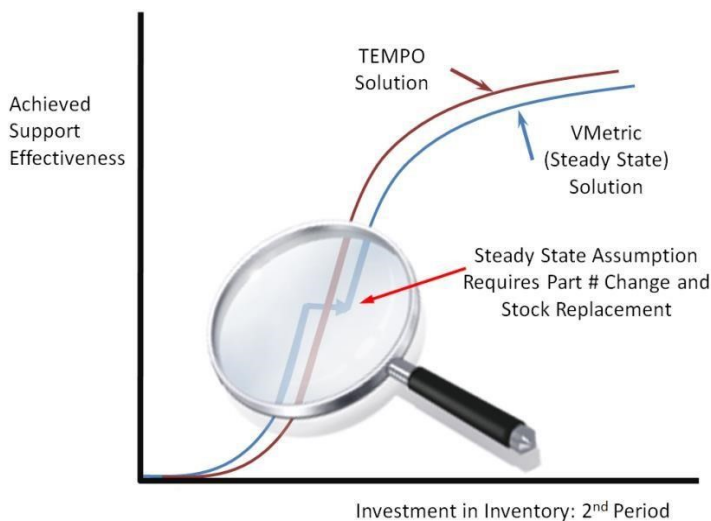 TEMPO
Solution
Achieved
Support
Effectiveness
VMetric
(Steady State)
Solution
Steady State Assumption
Requires Part # Change and
Stock Replacement
Investment in Inventory: 2nd Period